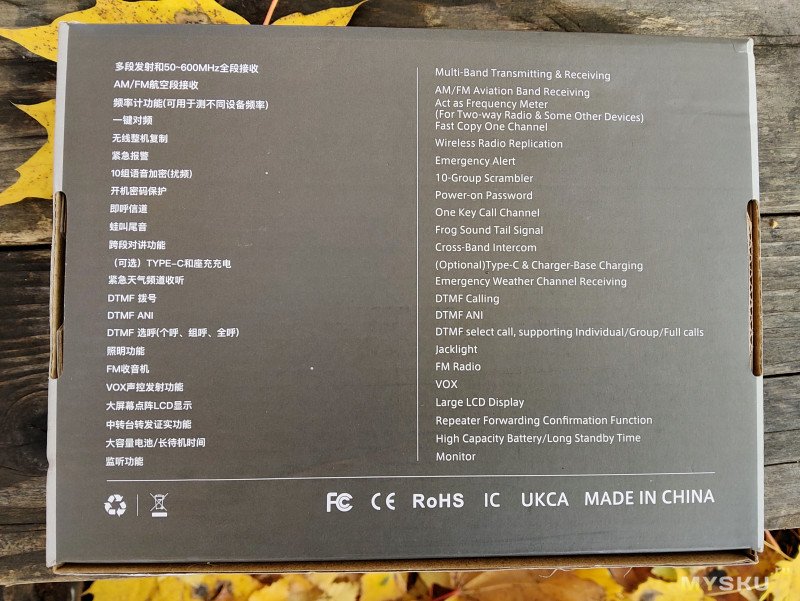 多段发射和50~600MHz全段接收
AM/FM航空段接收
频率计功能(可用于测不同设备频率)
一键对频
无线整机复制
紧急报警
10组语音加密(扰频)
开机密码保护
即呼信道
蛙叫尾音
跨段对讲功能
（可选）TYPE-C和座充充电
紧急天气频道收听
DTMF 拨号
DTMF ANI
DTMF 选呼(个呼、组呼、全呼)
照明功能
FM收音机
VOX声控发射功能
大屏幕点阵LCD显示
中转台转发证实功能
大容量电池/长待机时间
监听功能
Multi-Band Transmitting & Receiving
AM/FM Aviation Band Receiving
Act as Frequency Meter
(For Two-way Radio & Some Other Devices)
Fast Copy One Channel
Wireless Radio Replication
Emergency Alert
10-Group Scrambler
Power-on Password
One Key Call Channel
Frog Sound Tail Signal
Cross-Band Intercom
(Optional)Type-C & Charger-Base Charging
Emergency Weather Channel Receiving
DTMF Calling
DTMF ANI
DTMF select call, supporting Individual/Group/Full calls
Jacklight
FM Radio
VOX
Large LCD Display
Repeater Forwarding Confirmation Function
High Capacity Battery/Long Standby Time
Monitor
FC CE RoHS IC UKCA MADE IN CHINA
MYSKU